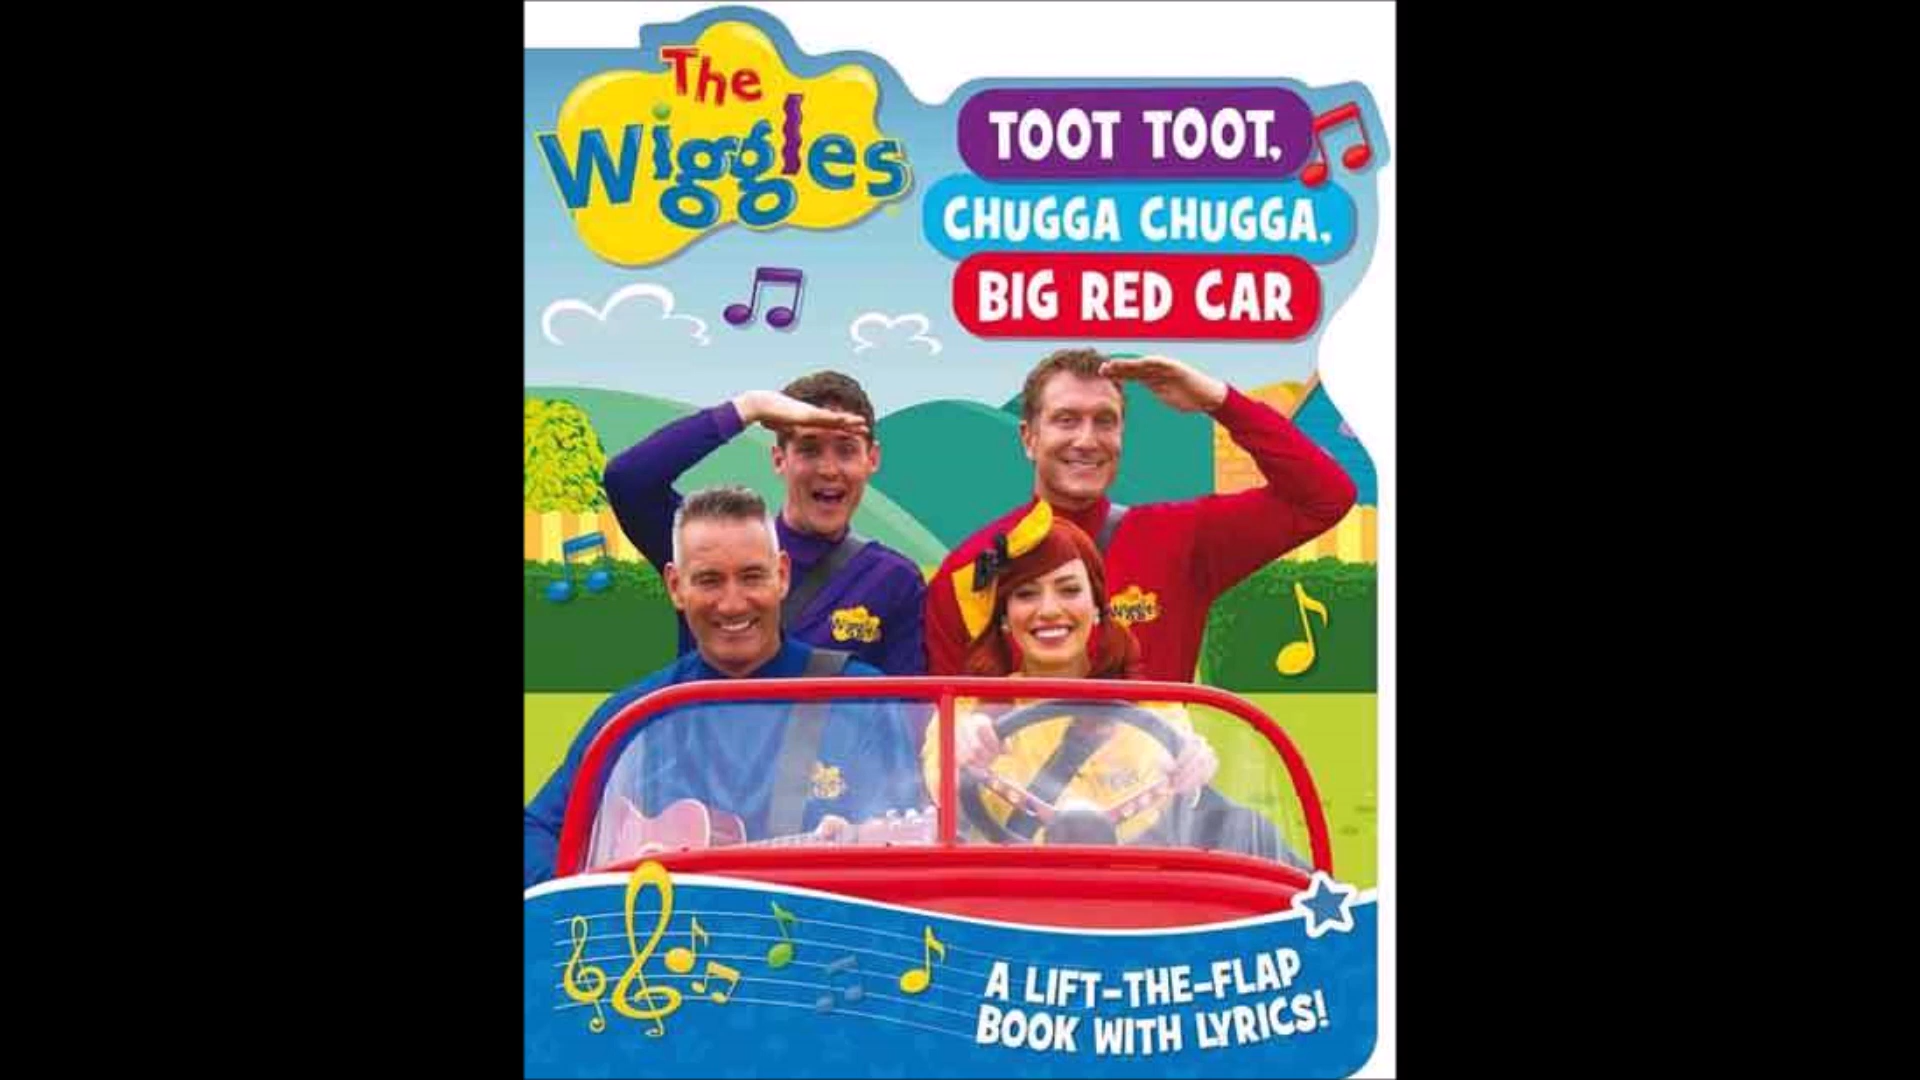 The
Wiggles
TOOT TOOT,
CHUGGA CHUGGA,
BIG RED CAR
A LIFT-THE-FLAP
BOOK WITH LYRICS!